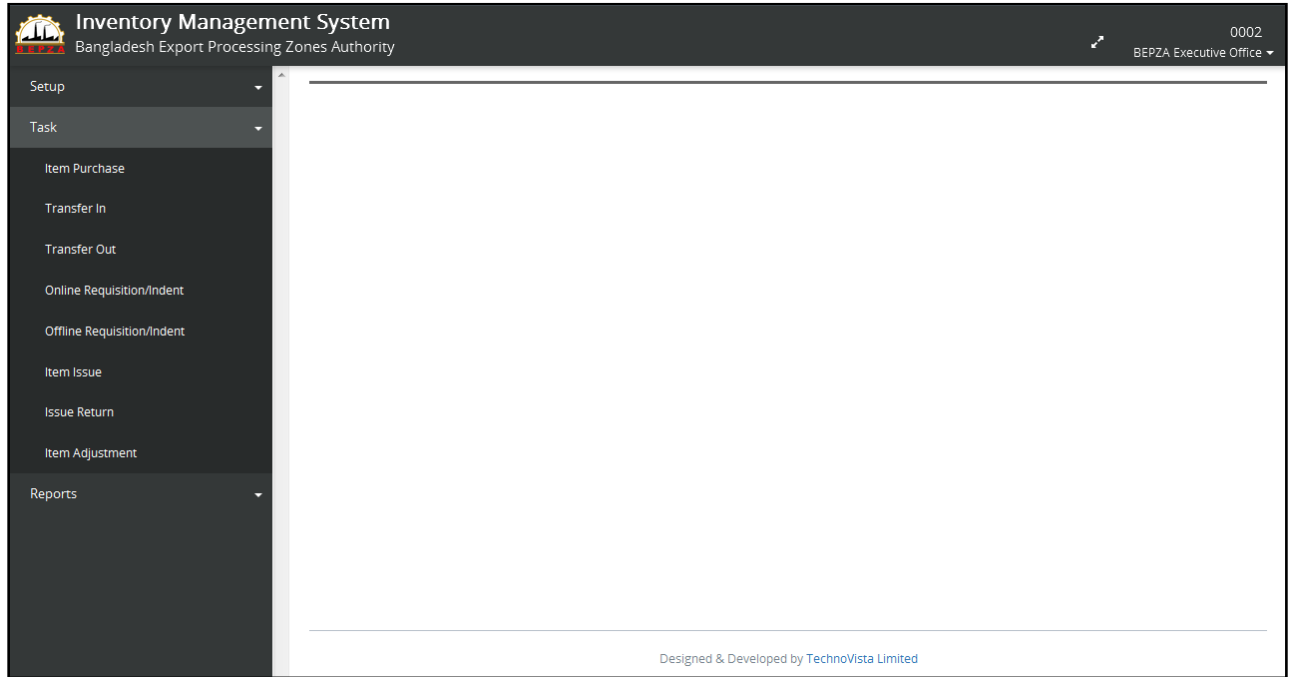 Inventory Management System
Bangladesh Export Processing Zones Authority
BEPZA
0002
BEPZA Executive Office
Setup
Task
Item Purchase
Transfer In
Transfer Out
Online Requisition/Indent
Offline Requisition/Indent
Item Issue
Issue Return
Item Adjustment
Reports
Designed & Developed by TechnoVista Limited